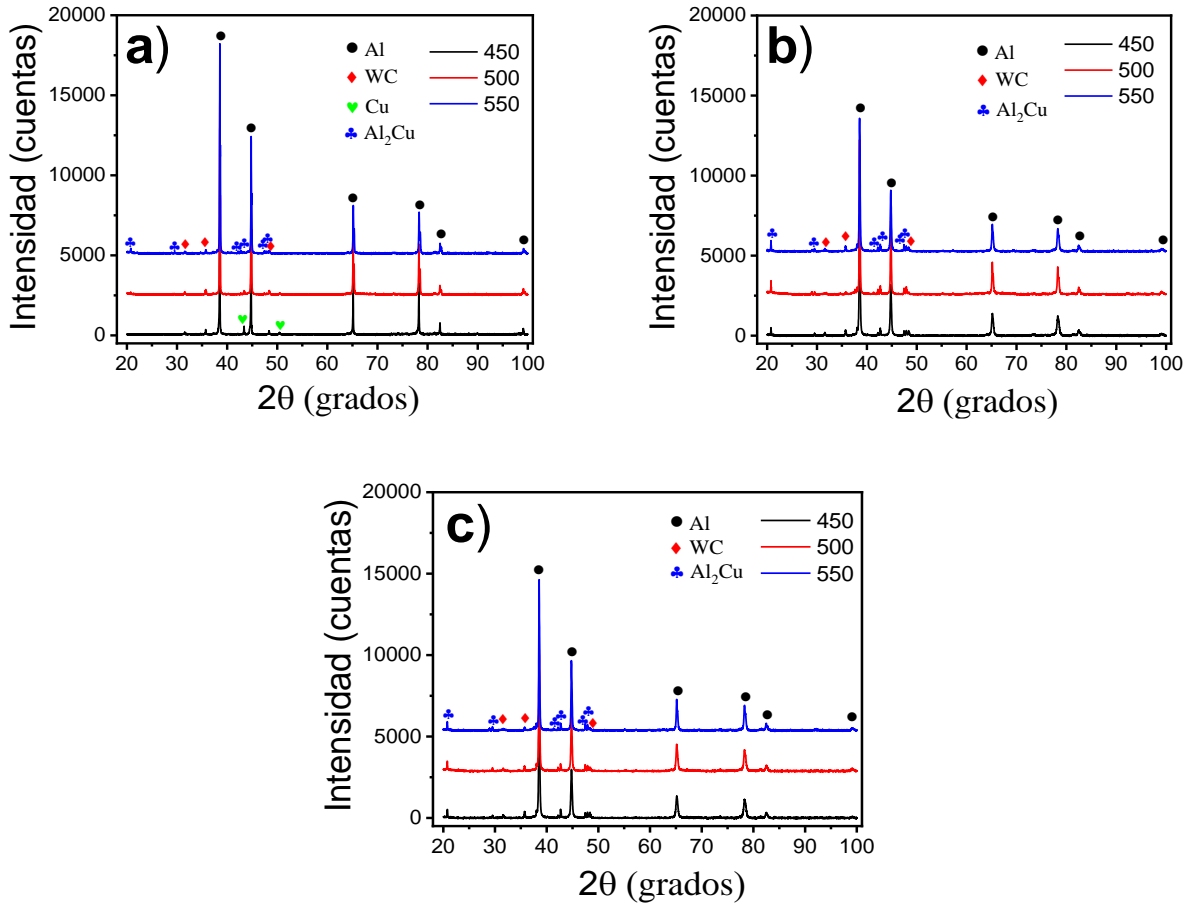 a)
Intensidad (cuentas)
20000
15000
10000
5000
0
Al
WC
Cu
Al₂Cu
450
500
550
20 30 40 50 60 70 80 90 100
2θ (grados)
b)
Intensidad (cuentas)
20000
15000
10000
5000
0
Al
WC
Al₂Cu
450
500
550
20 30 40 50 60 70 80 90 100
2θ (grados)
c)
Intensidad (cuentas)
20000
15000
10000
5000
0
Al
WC
Al₂Cu
450
500
550
20 30 40 50 60 70 80 90 100
2θ (grados)